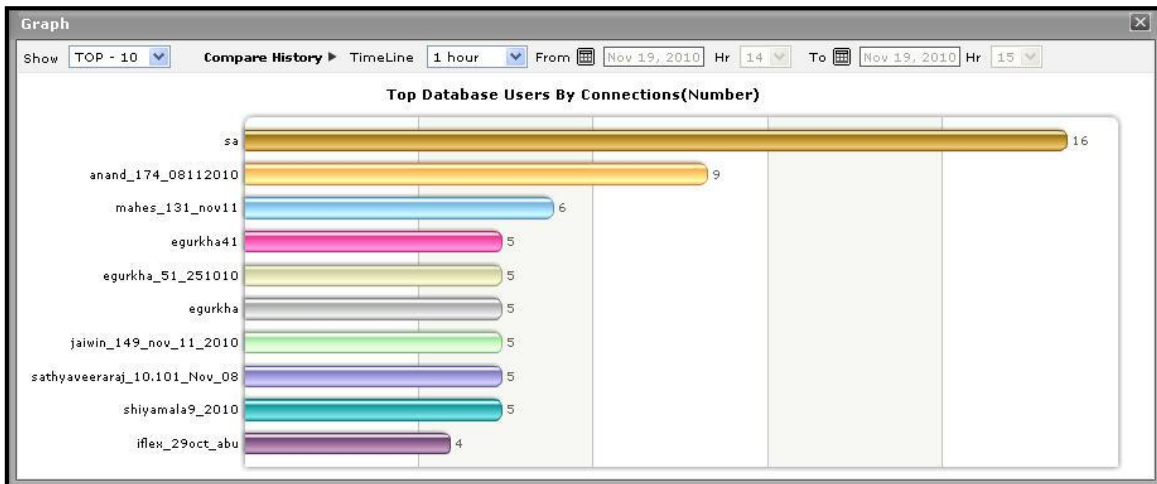 Graph
Show TOP - 10 Compare History TimeLine 1 hour From Nov 19, 2010 Hr 14 To Nov 19, 2010 Hr 15
Top Database Users By Connections(Number)
sa 16
anand_174_08112010 9
mahes_131_nov11 6
egurkha41 5
egurkha_51_251010 5
egurkha 5
jaiwin_149_nov_11_2010 5
sathyaveeraraj_10.101_Nov_08 5
shiyamala9_2010 5
iflex_29oct_abu 4